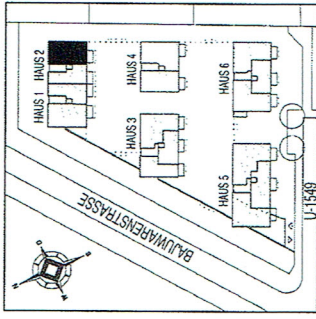 HAUS 1
HAUS 2
HAUS 3
HAUS 4
HAUS 5
HAUS 6
BAJUWARENSTRASSE
U-1549
N
O
S
W